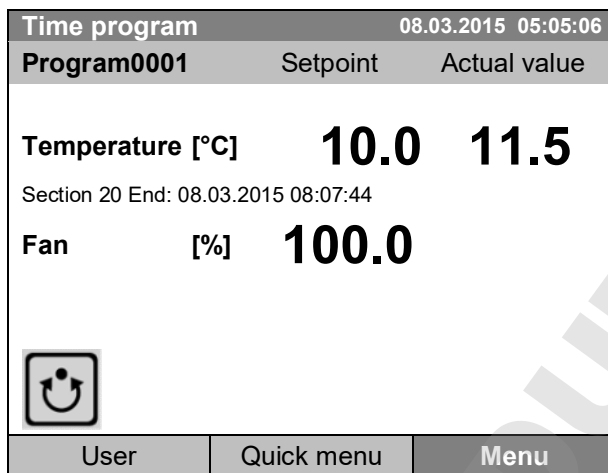 Time program 08.03.2015 05:05:06
Program0001 Setpoint Actual value
Temperature [°C] 10.0 11.5
Section 20 End: 08.03.2015 08:07:44
Fan [%] 100.0
User Quick menu Menu